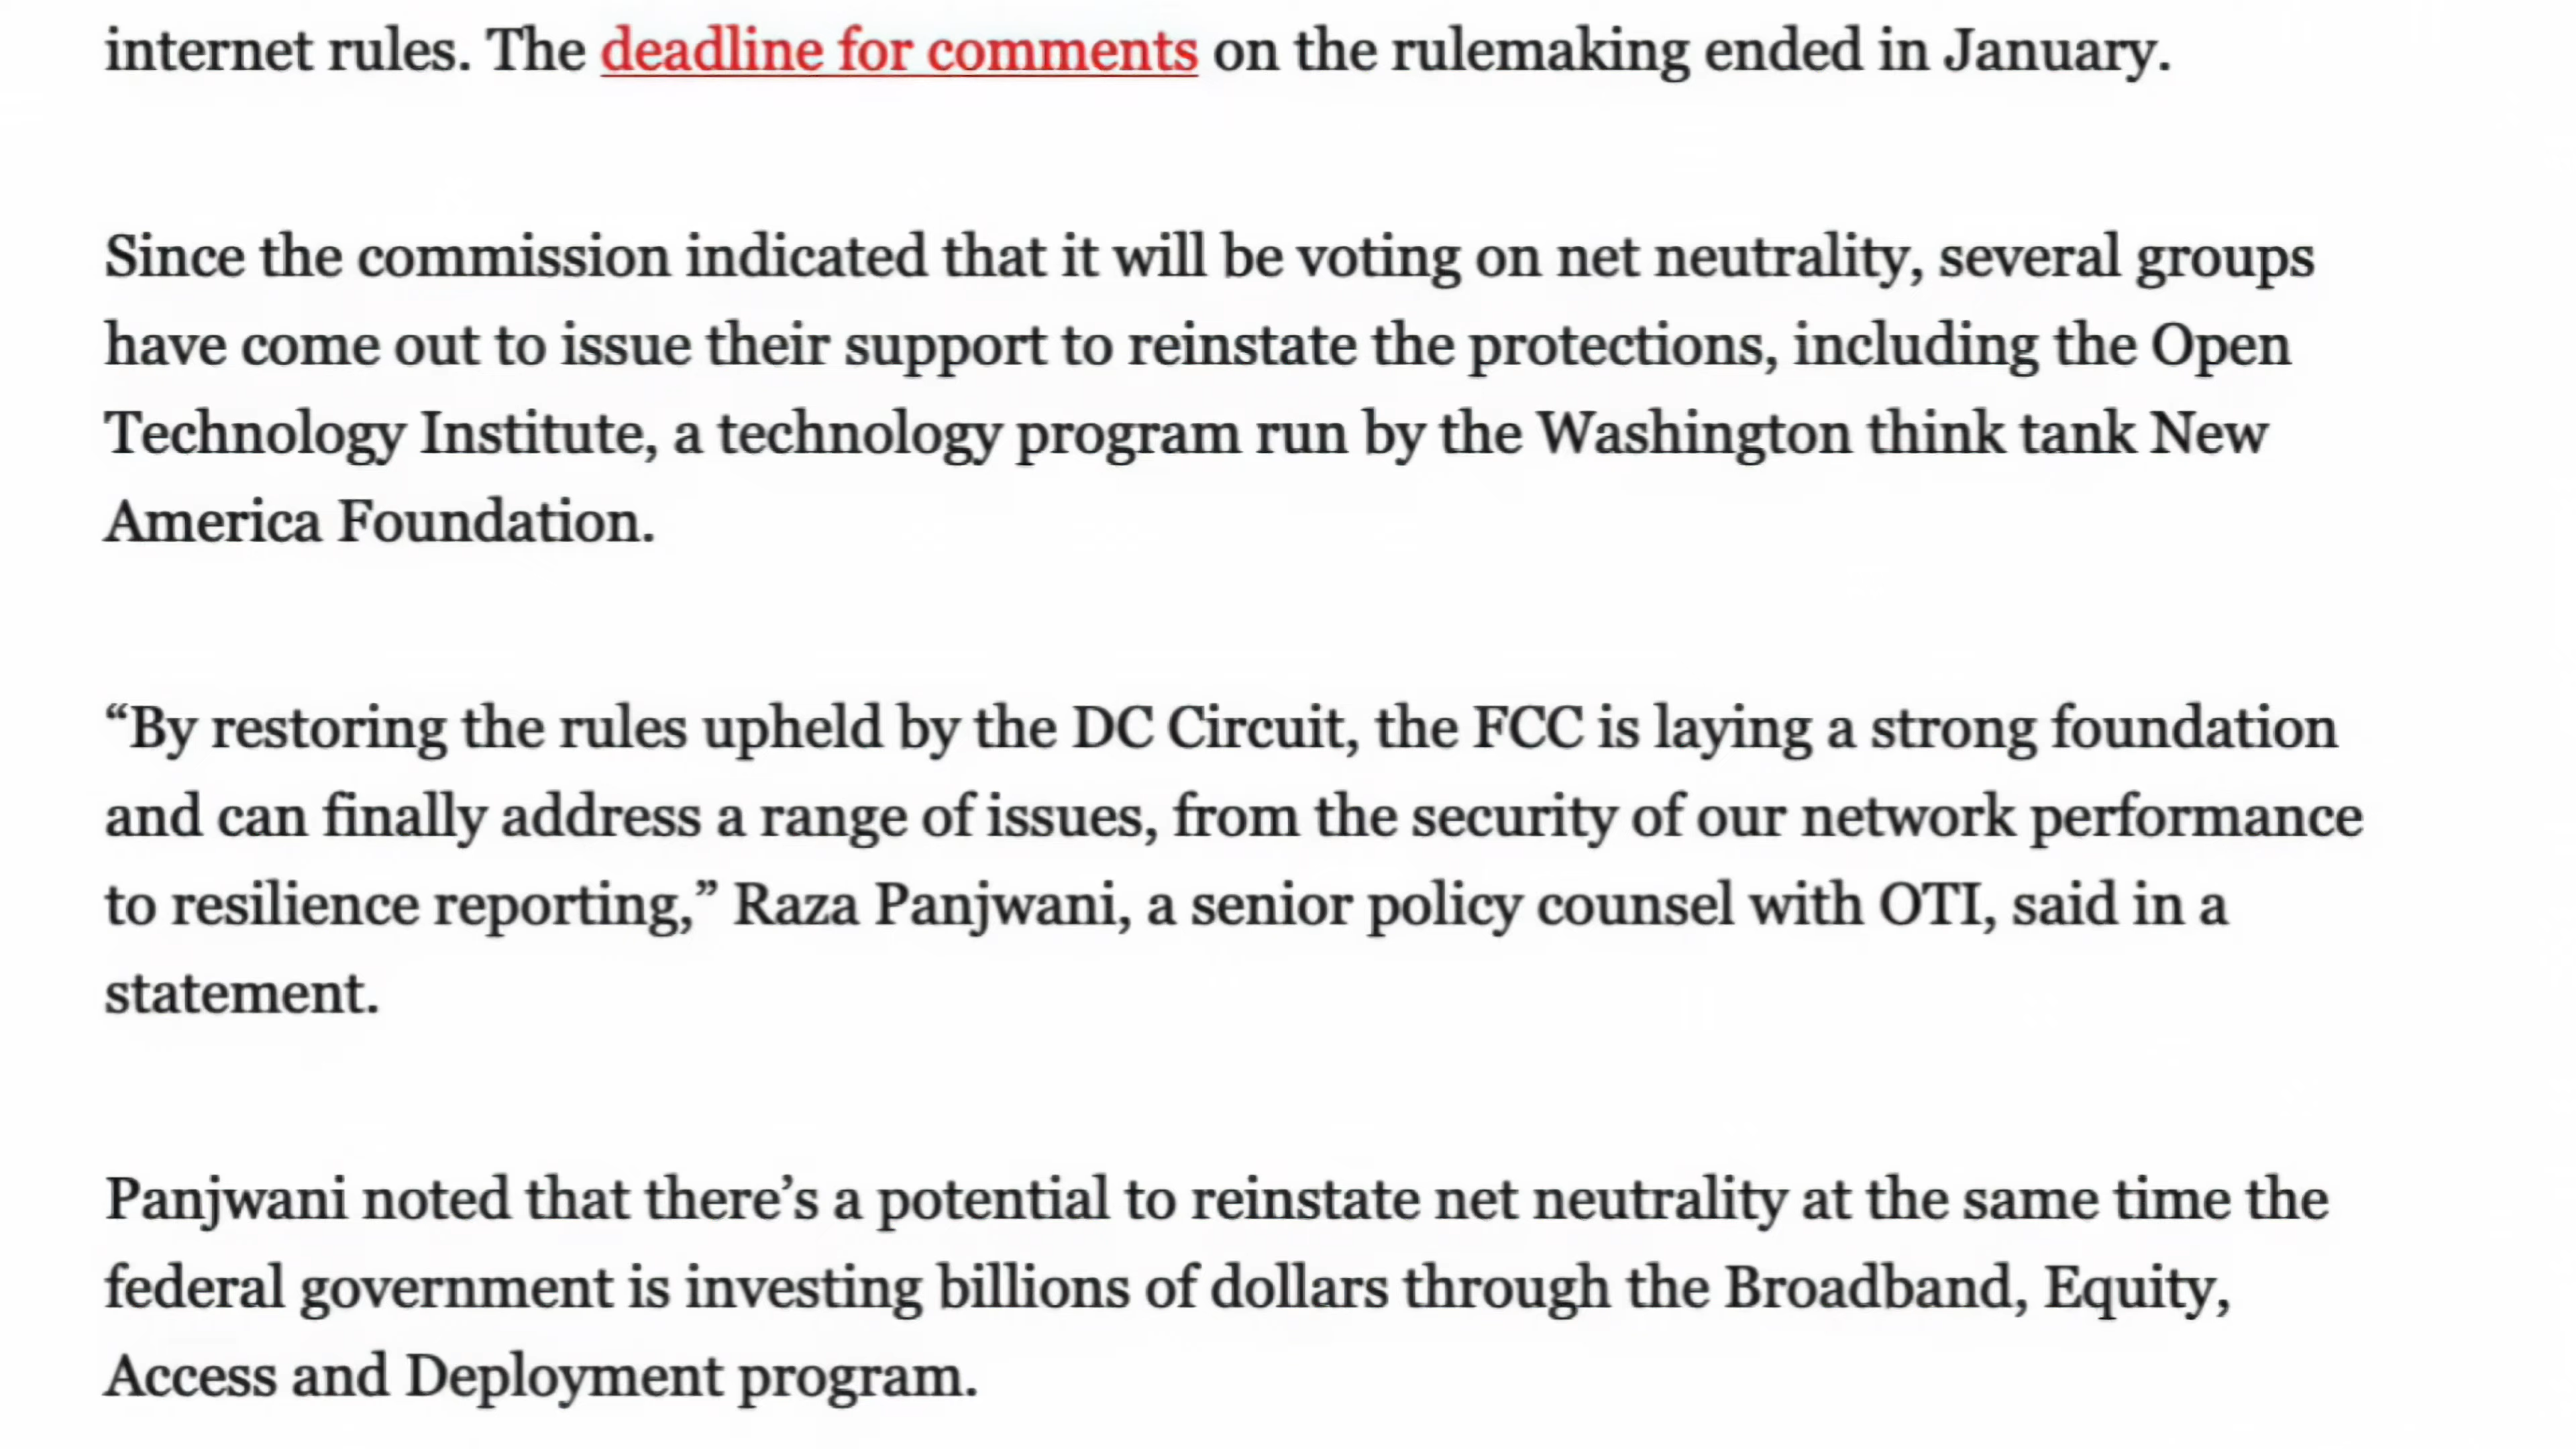 internet rules. The deadline for comments on the rulemaking ended in January.
Since the commission indicated that it will be voting on net neutrality, several groups
have come out to issue their support to reinstate the protections, including the Open
Technology Institute, a technology program run by the Washington think tank New
America Foundation.
“By restoring the rules upheld by the DC Circuit, the FCC is laying a strong foundation
and can finally address a range of issues, from the security of our network performance
to resilience reporting,” Raza Panjwani, a senior policy counsel with OTI, said in a
statement.
Panjwani noted that there’s a potential to reinstate net neutrality at the same time the
federal government is investing billions of dollars through the Broadband, Equity,
Access and Deployment program.